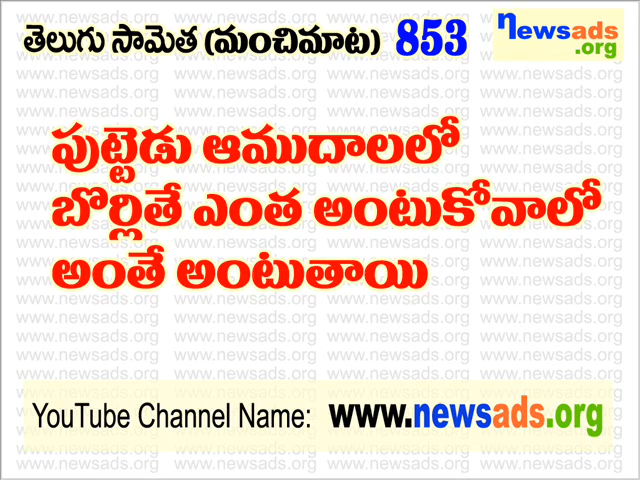 తెలుగు సామెత (మంచిమాట) 853
newsads
.org
పుట్టెడు ఆముదాలలో
బొర్లితే ఎంత అంటుకోవాలో
అంతే అంటుతాయి
YouTube Channel Name: www.newsads.org